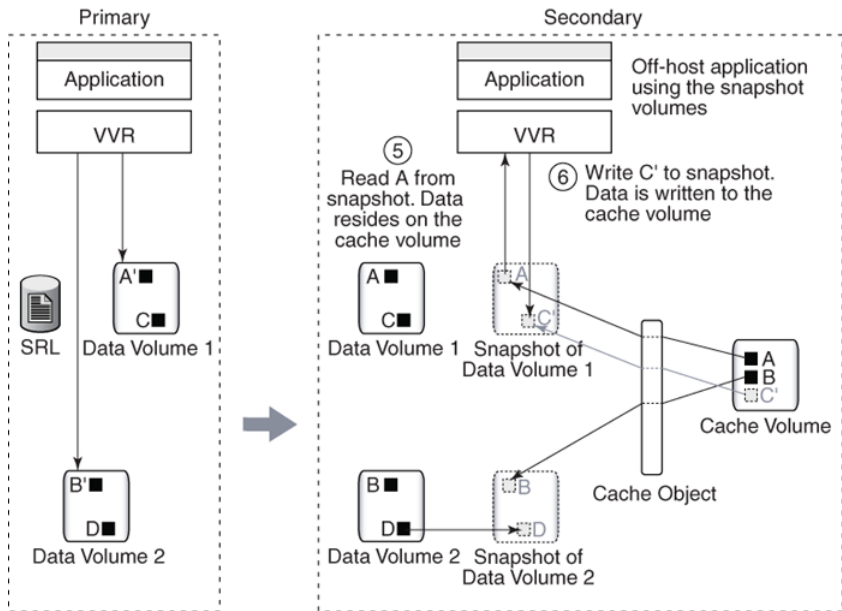 Primary
Secondary
Application
VVR
A'
C
SRL
Data Volume 1
B'
D
Data Volume 2
Application
Off-host application
using the snapshot
volumes
VVR
5
Read A from
snapshot. Data
resides on the
cache volume
6
Write C' to snapshot.
Data is written to the
cache volume
A
C
Data Volume 1
A
C'
Snapshot of
Data Volume 1
A
B
C'
Cache Volume
Cache Object
B
D
Data Volume 2
B
D
Snapshot of
Data Volume 2